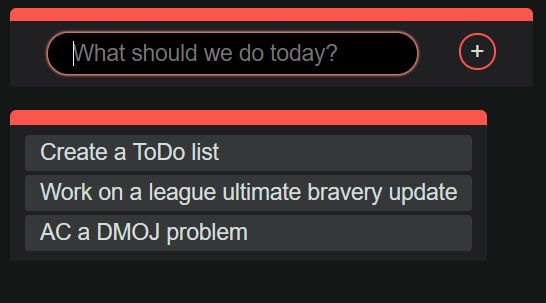 What should we do today?
+
Create a ToDo list
Work on a league ultimate bravery update
AC a DMOJ problem